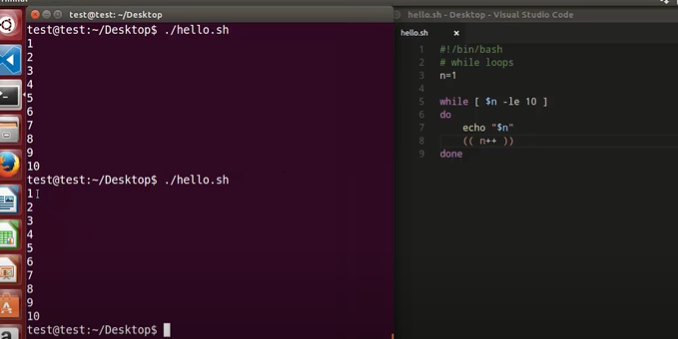 test@test: ~/Desktop
test@test:~/Desktop$ ./hello.sh
1
2
3
4
5
6
7
8
9
10
test@test:~/Desktop$ ./hello.sh
1
2
3
4
5
6
7
8
9
10
test@test:~/Desktop$
hello.sh - Desktop - Visual Studio Code
hello.sh
1 #!/bin/bash
2 # while loops
3 n=1
4
5 while [ $n -le 10 ]
6 do
7 echo "$n"
8 (( n++ ))
9 done